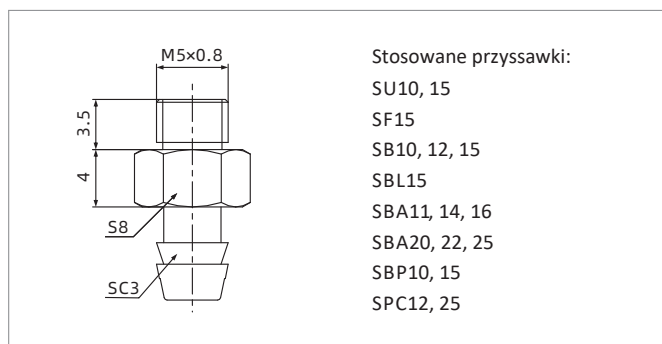 M5×0.8
3.5
4
S8
SC3
Stosowane przyssawki:
SU10, 15
SF15
SB10, 12, 15
SBL15
SBA11, 14, 16
SBA20, 22, 25
SBP10, 15
SPC12, 25